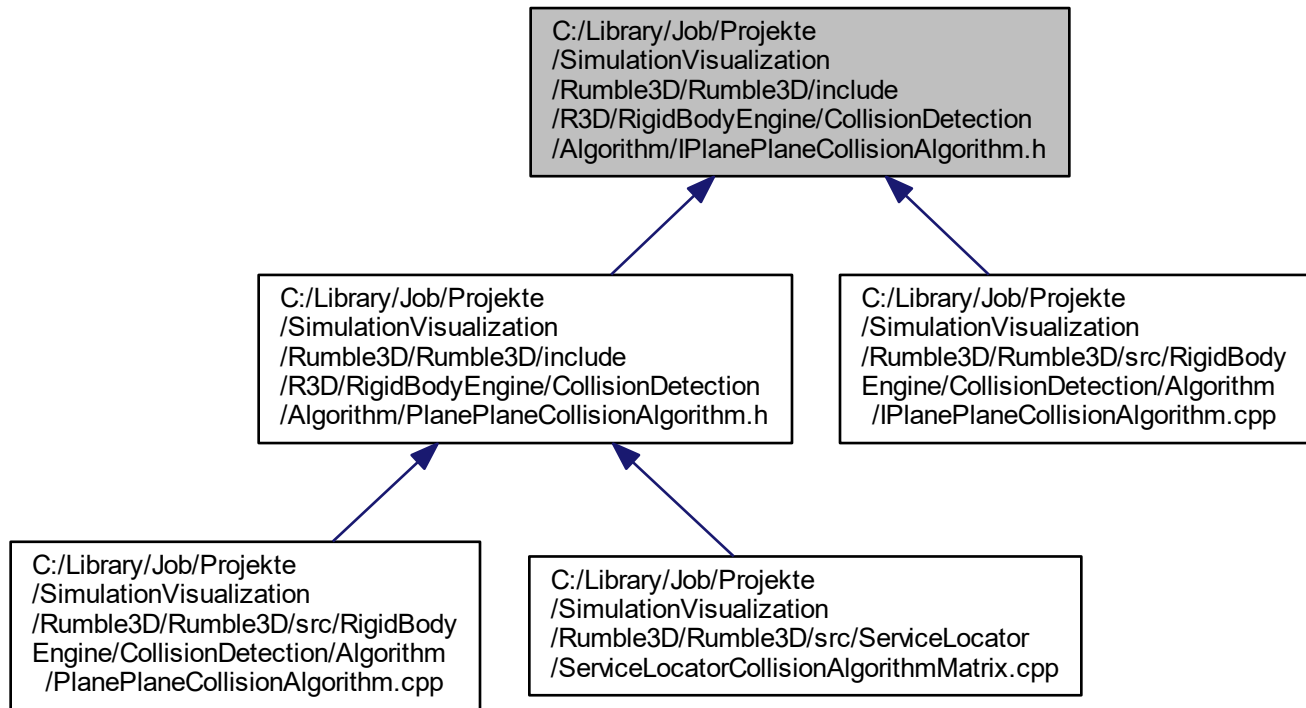 C:/Library/Job/Projekte
/SimulationVisualization
/Rumble3D/Rumble3D/include
/R3D/RigidBodyEngine/CollisionDetection
/Algorithm/IPlanePlaneCollisionAlgorithm.h
C:/Library/Job/Projekte
/SimulationVisualization
/Rumble3D/Rumble3D/include
/R3D/RigidBodyEngine/CollisionDetection
/Algorithm/PlanePlaneCollisionAlgorithm.h
C:/Library/Job/Projekte
/SimulationVisualization
/Rumble3D/Rumble3D/src/RigidBody
Engine/CollisionDetection/Algorithm
/IPlanePlaneCollisionAlgorithm.cpp
C:/Library/Job/Projekte
/SimulationVisualization
/Rumble3D/Rumble3D/src/RigidBody
Engine/CollisionDetection/Algorithm
/PlanePlaneCollisionAlgorithm.cpp
C:/Library/Job/Projekte
/SimulationVisualization
/Rumble3D/Rumble3D/src/ServiceLocator
/ServiceLocatorCollisionAlgorithmMatrix.cpp